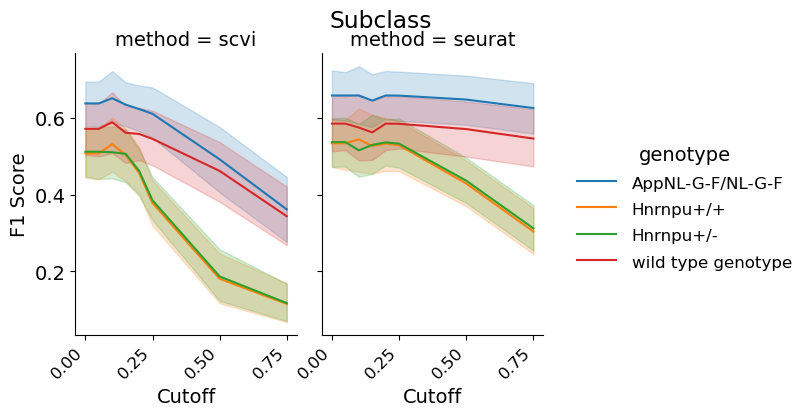 Subclass
method = scvi
method = seurat
F1 Score
0.6
0.4
0.2
0.00
0.25
0.50
0.75
Cutoff
0.00
0.25
0.50
0.75
Cutoff
genotype
AppNL-G-F/NL-G-F
Hnrnpu+/+
Hnrnpu+/-
wild type genotype